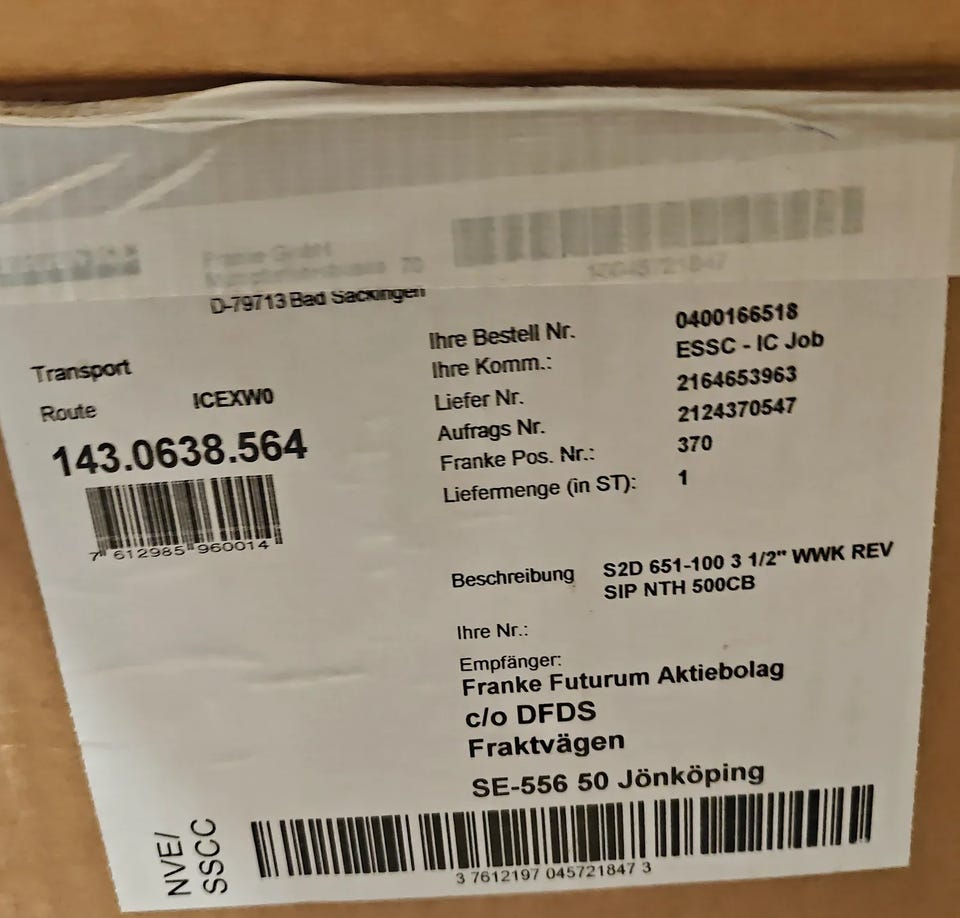 Franke GmbH
D-79713 Bad Säckingen
Transport
Route ICEXW0
143.0638.564
7 612985 960014
Ihre Bestell Nr. 0400166518
Ihre Komm.: ESSC - IC Job
Liefer Nr. 2164653963
Aufrags Nr. 2124370547
Franke Pos. Nr.: 370
Liefermenge (in ST): 1
Beschreibung S2D 651-100 3 1/2" WWK REV
SIP NTH 500CB
Ihre Nr.:
Empfänger:
Franke Futurum Aktiebolag
c/o DFDS
Fraktvägen
SE-556 50 Jönköping
NVE/
SSCC
3 7612197 045721847 3